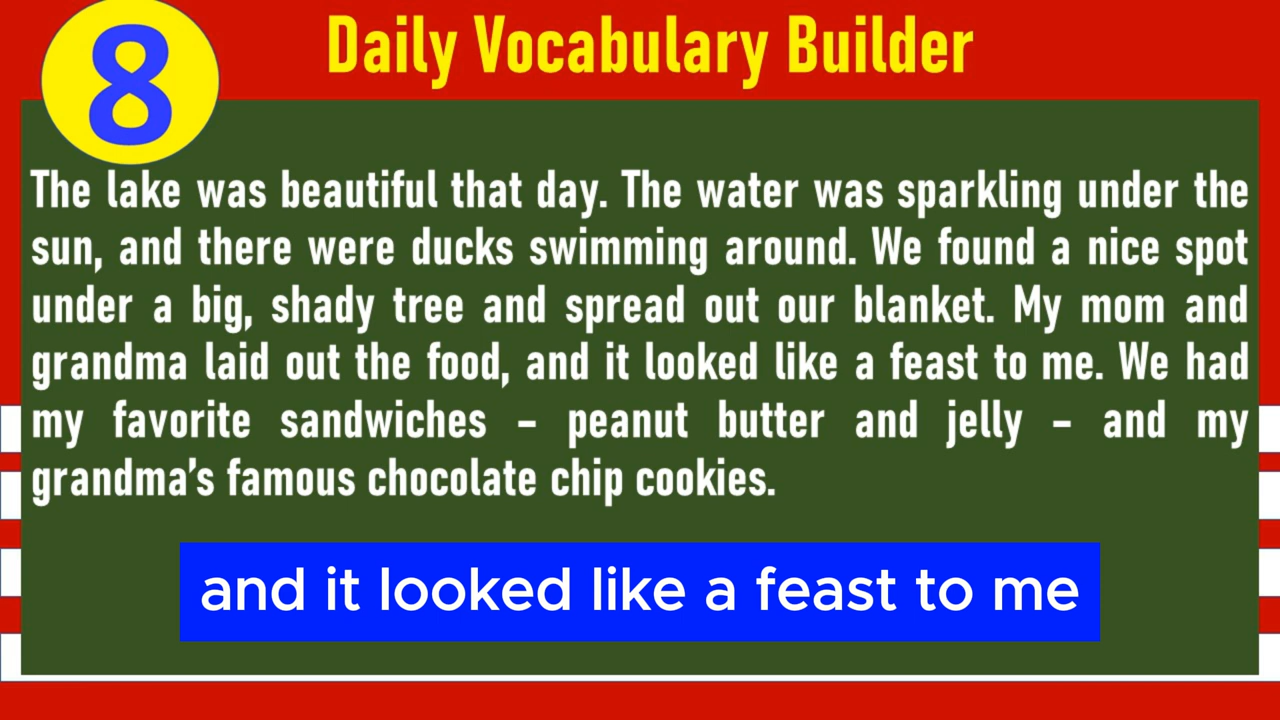 8
Daily Vocabulary Builder
The lake was beautiful that day. The water was sparkling under the
sun, and there were ducks swimming around. We found a nice spot
under a big, shady tree and spread out our blanket. My mom and
grandma laid out the food, and it looked like a feast to me. We had
my favorite sandwiches – peanut butter and jelly – and my
grandma's famous chocolate chip cookies.
and it looked like a feast to me